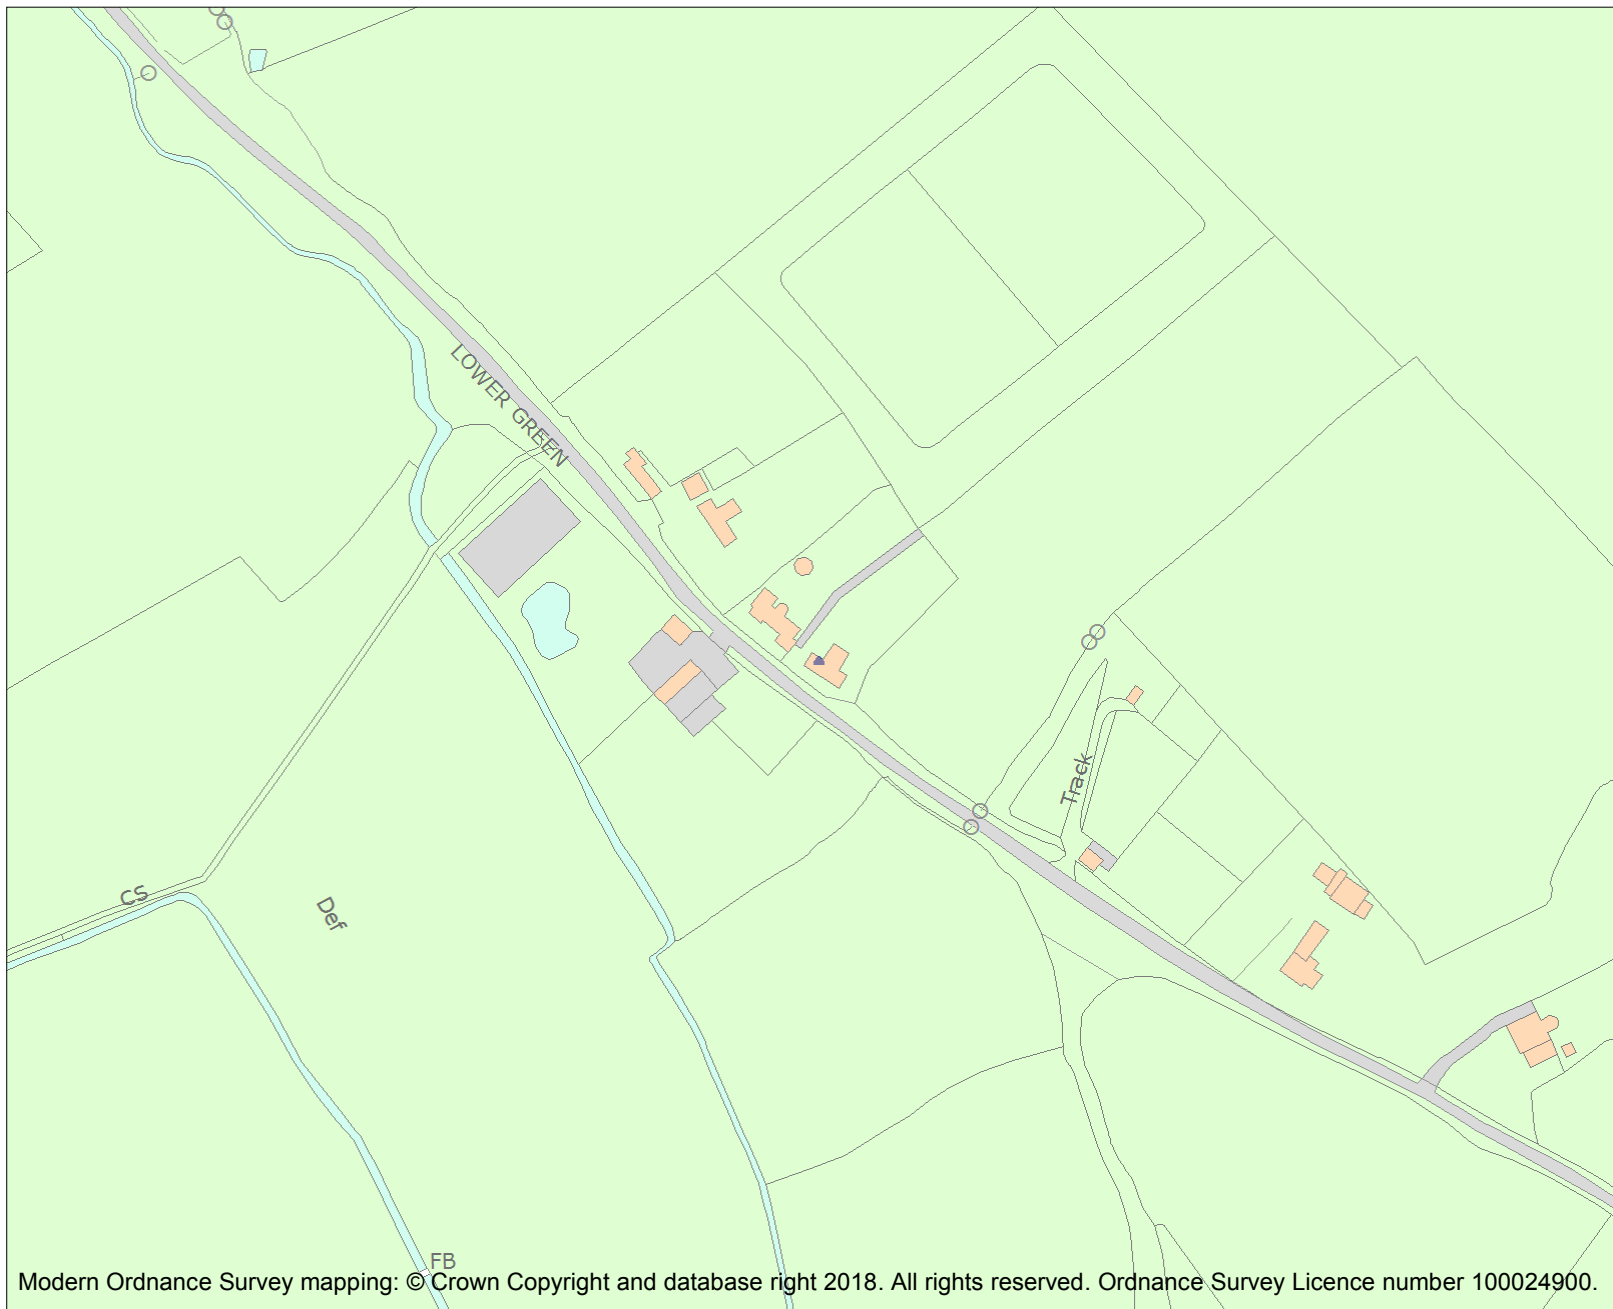 LOWER GREEN
Track
CS
Def
FB
Modern Ordnance Survey mapping: © Crown Copyright and database right 2018. All rights reserved. Ordnance Survey Licence number 100024900.